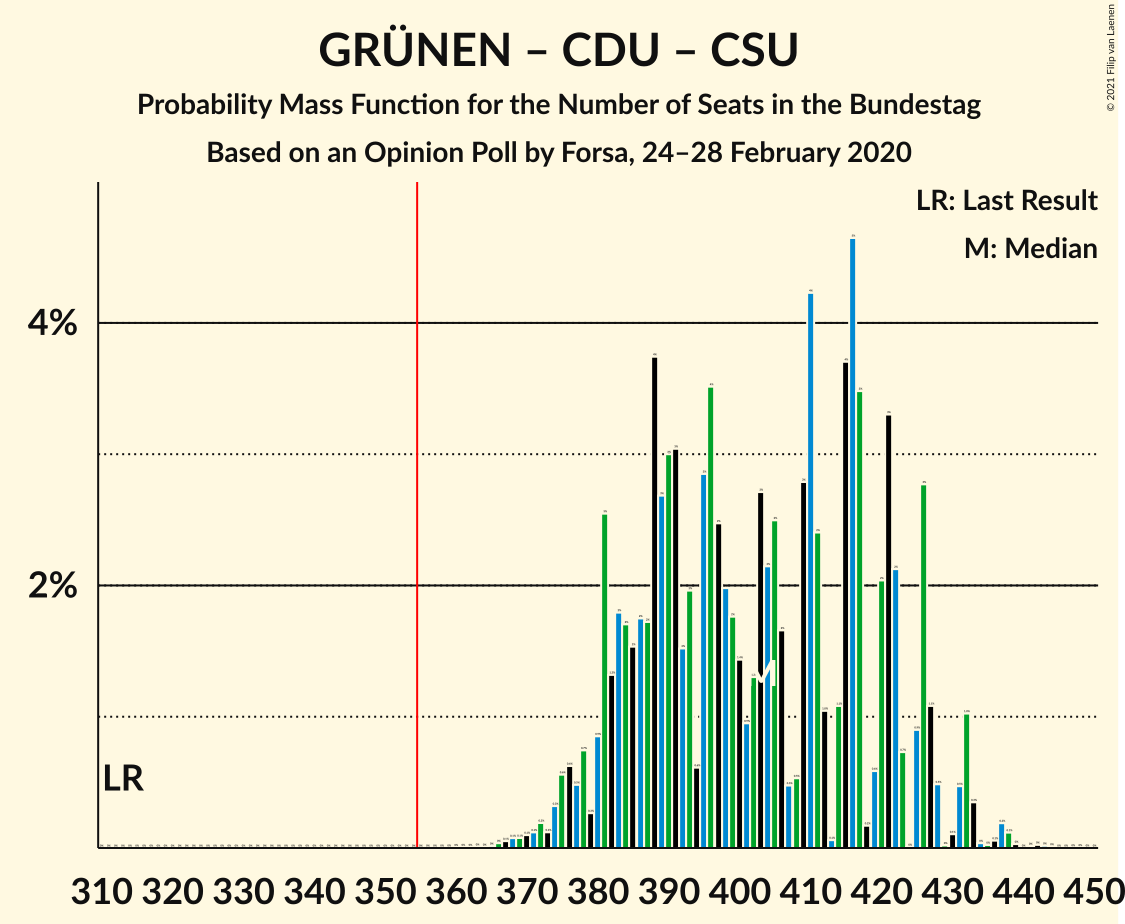 GRÜNEN – CDU – CSU
Probability Mass Function for the Number of Seats in the Bundestag
Based on an Opinion Poll by Forsa, 24–28 February 2020
© 2021 Filip van Laenen
LR: Last Result
M: Median
4%
2%
LR
M
310 320 330 340 350 360 370 380 390 400 410 420 430 440 450